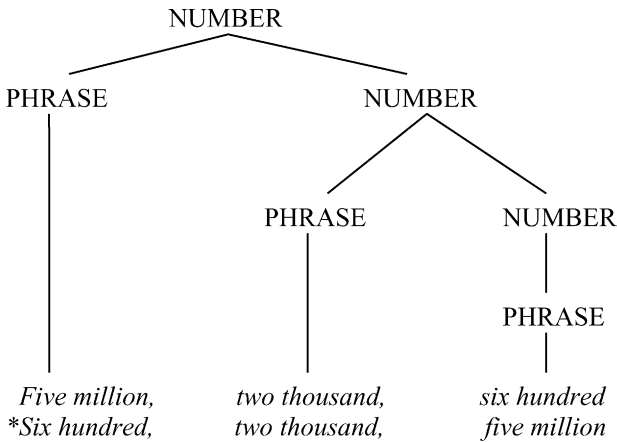 NUMBER
PHRASE NUMBER
PHRASE NUMBER
PHRASE
Five million, two thousand, six hundred
*Six hundred, two thousand, five million